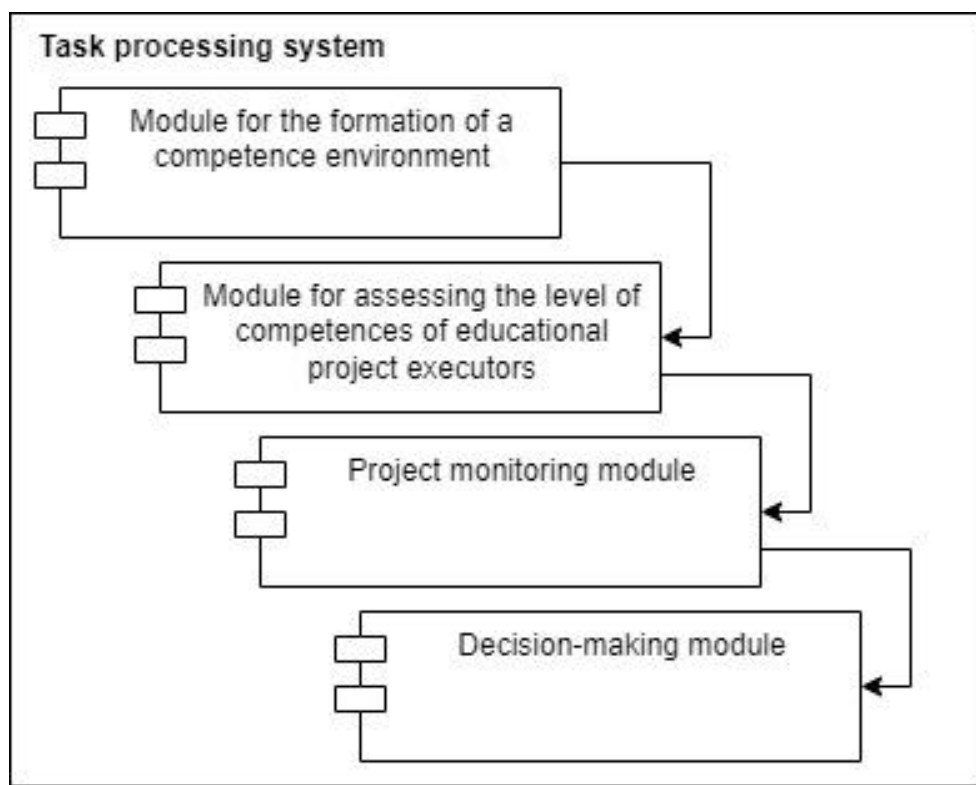 Task processing system
Module for the formation of a
competence environment
Module for assessing the level of
competences of educational
project executors
Project monitoring module
Decision-making module